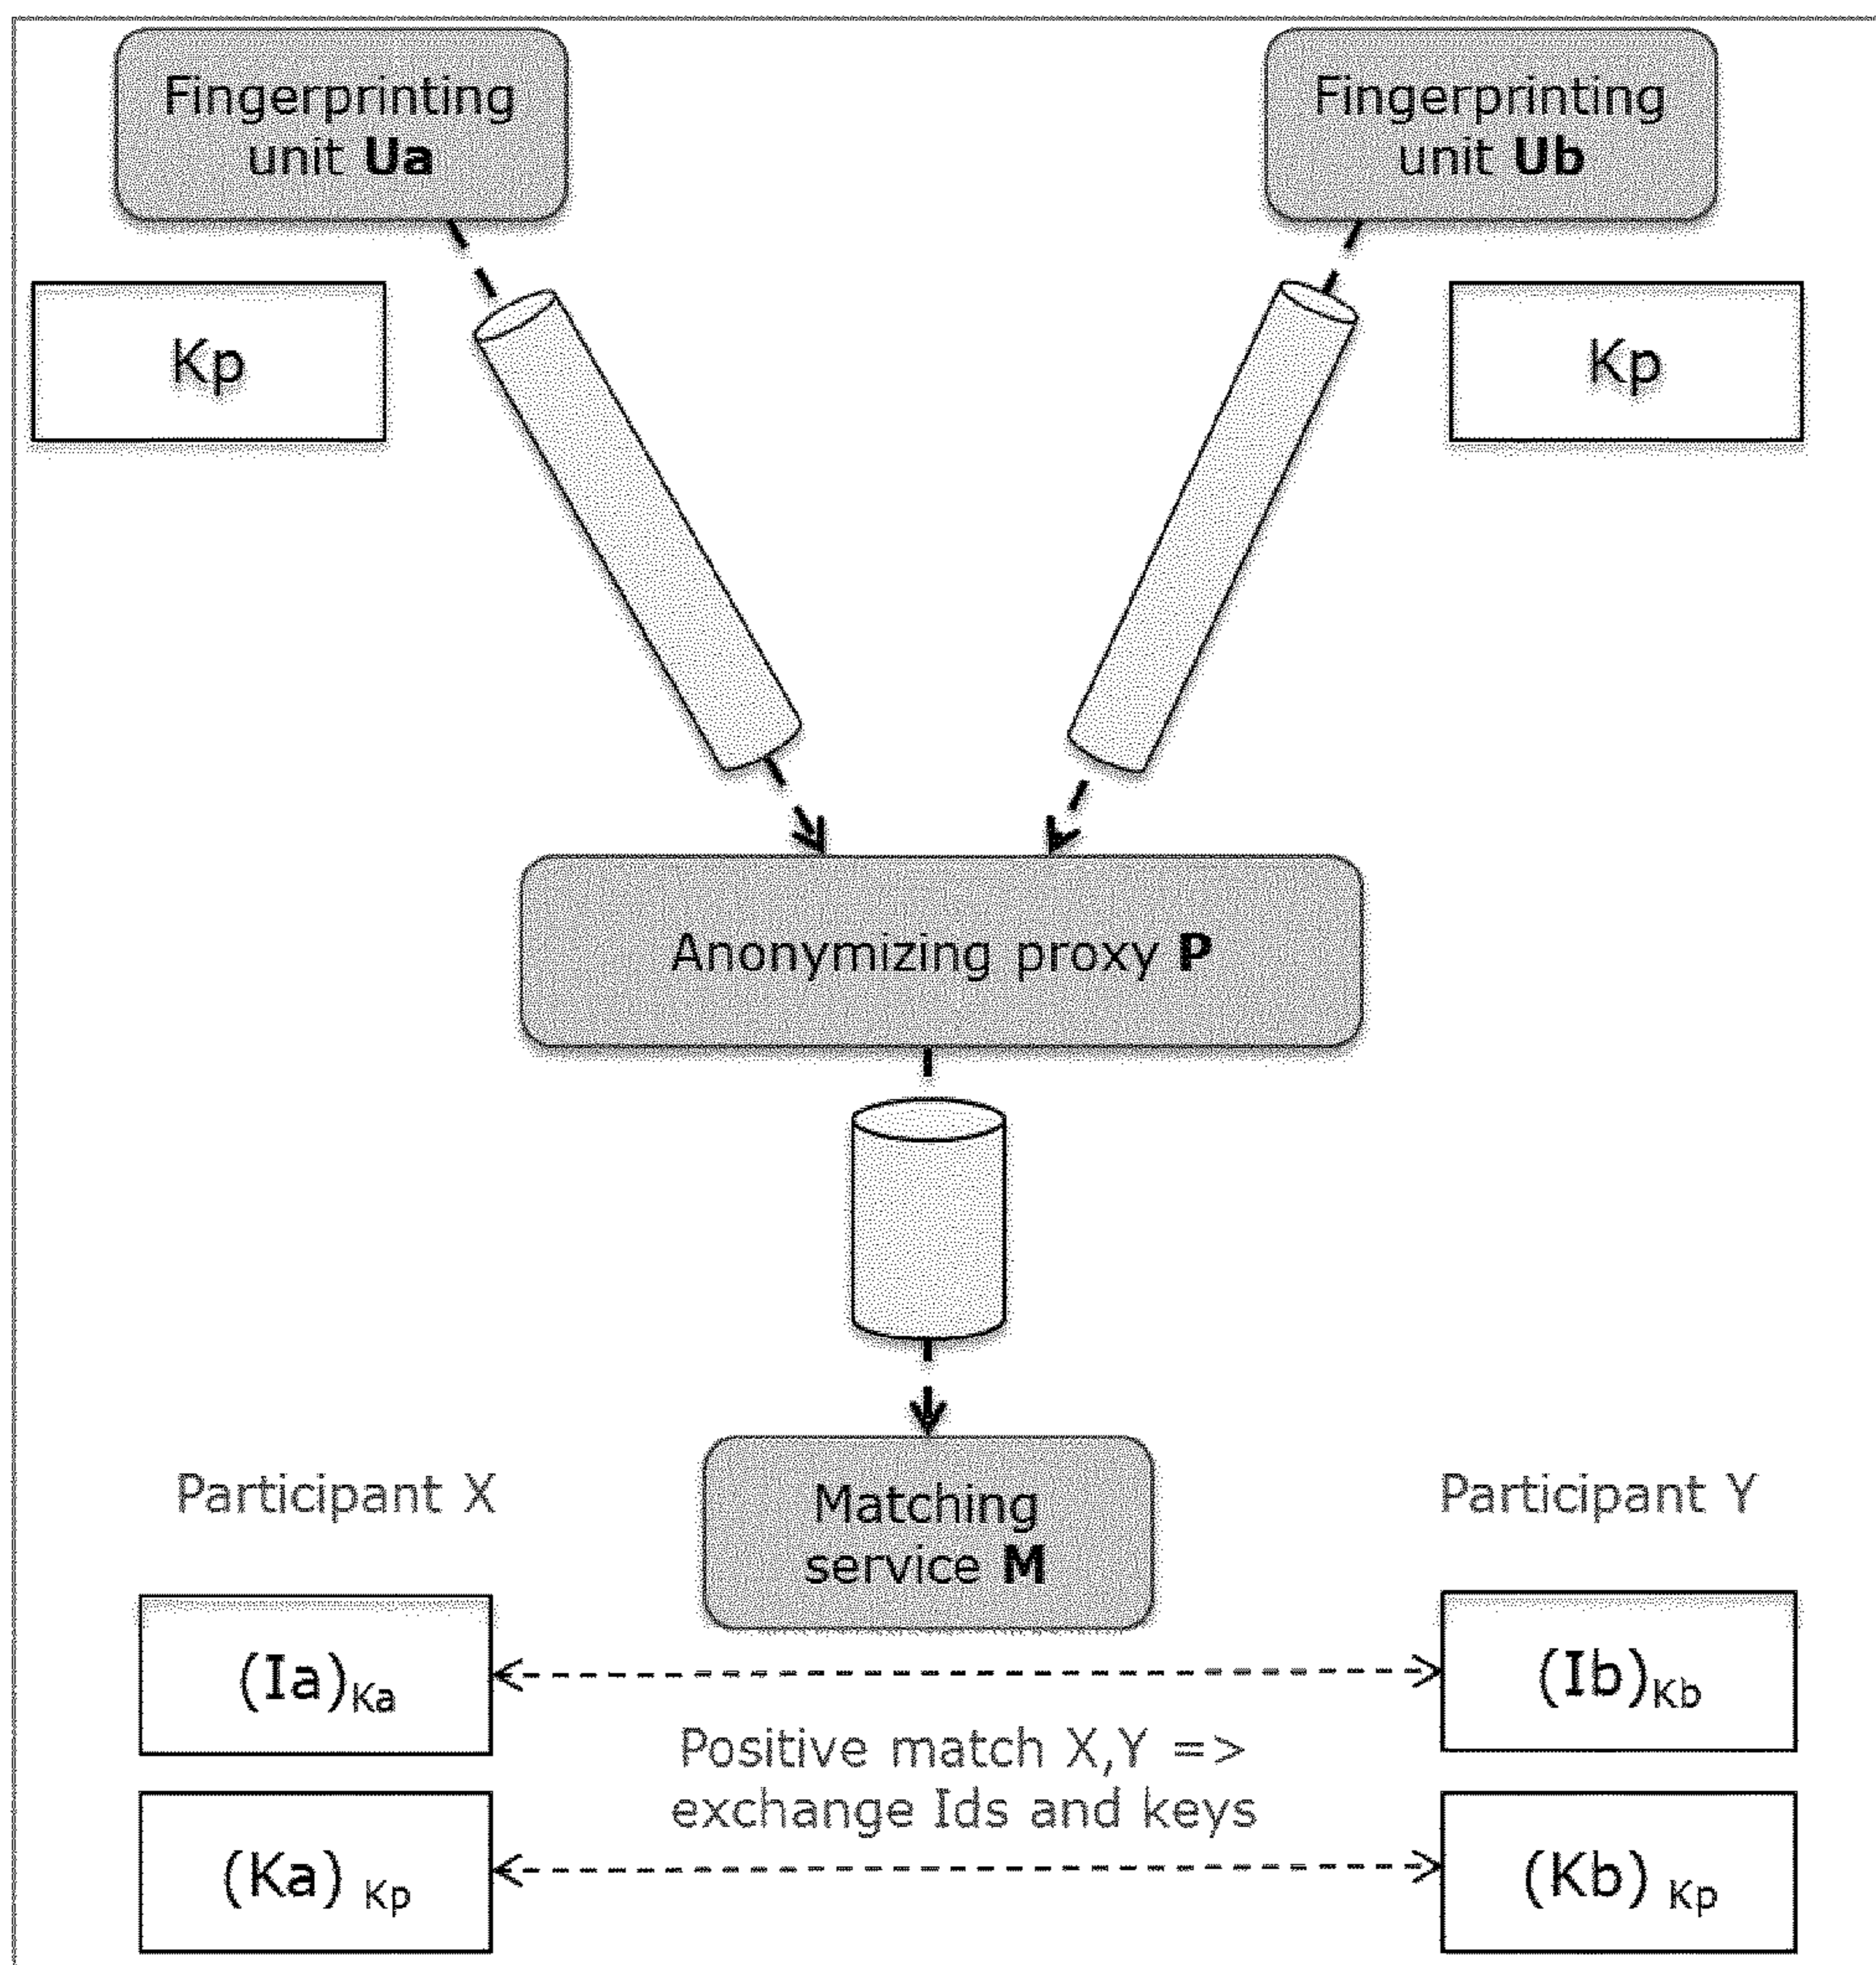 Fingerprinting
unit Ua
Fingerprinting
unit Ub
Kp
Kp
Anonymizing proxy P
Participant X
Matching
service M
Participant Y
(Ia)Ka
(Ib)Kb
Positive match X,Y =>
exchange Ids and keys
(Ka) Kp
(Kb) Kp